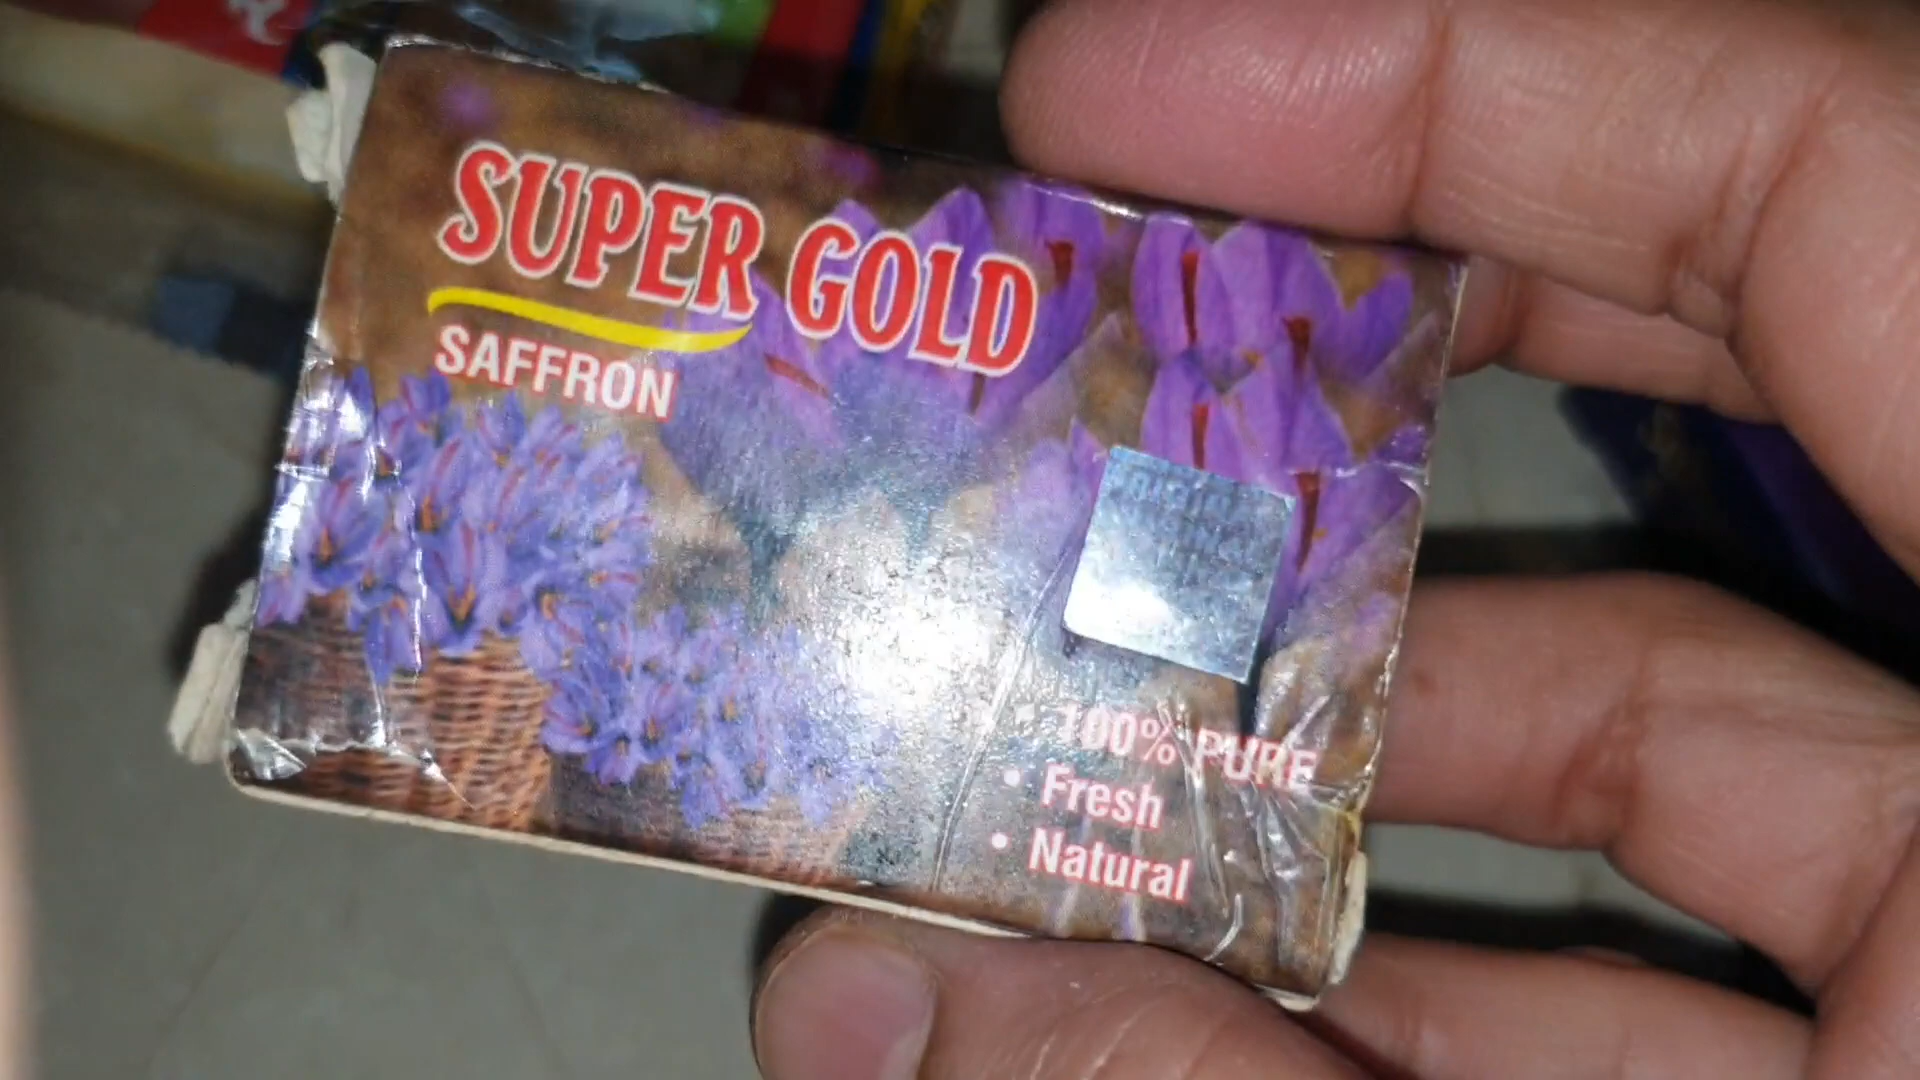 SUPER GOLD
SAFFRON
100% PURE
• Fresh
• Natural